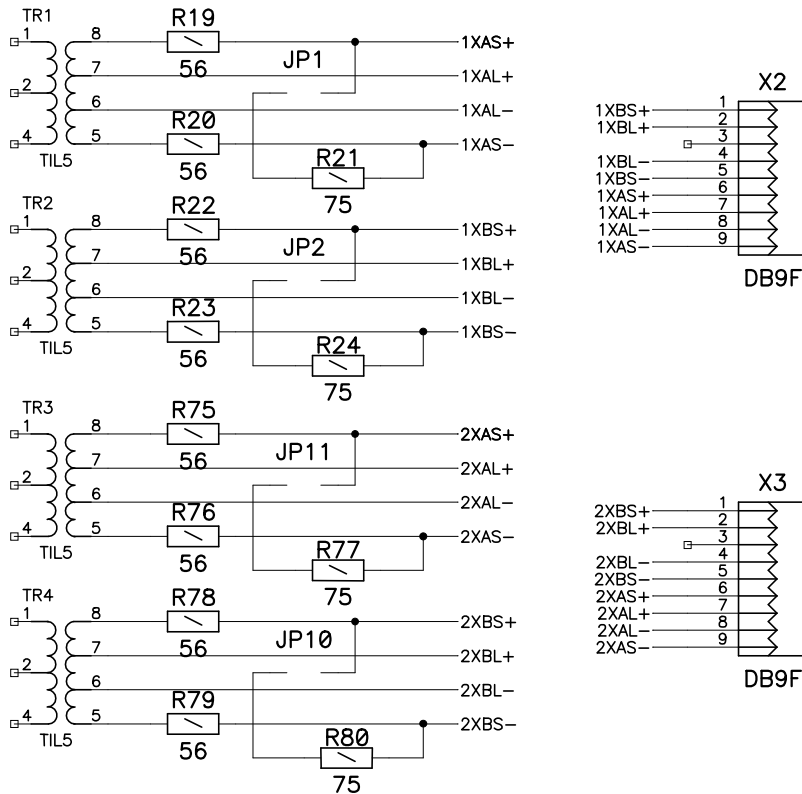 TR1
1
2
4
8
7
6
5
TIL5
R19
56
JP1
R20
56
R21
75
1XAS+
1XAL+
1XAL-
1XAS-
TR2
1
2
4
8
7
6
5
TIL5
R22
56
JP2
R23
56
R24
75
1XBS+
1XBL+
1XBL-
1XBS-
TR3
1
2
4
8
7
6
5
TIL5
R75
56
JP11
R76
56
R77
75
2XAS+
2XAL+
2XAL-
2XAS-
TR4
1
2
4
8
7
6
5
TIL5
R78
56
JP10
R79
56
R80
75
2XBS+
2XBL+
2XBL-
2XBS-
X2
1XBS+ 1
1XBL+ 2
3
1XBL- 4
1XBS- 5
1XAS+ 6
1XAL+ 7
1XAL- 8
1XAS- 9
DB9F
X3
2XBS+ 1
2XBL+ 2
3
2XBL- 4
2XBS- 5
2XAS+ 6
2XAL+ 7
2XAL- 8
2XAS- 9
DB9F